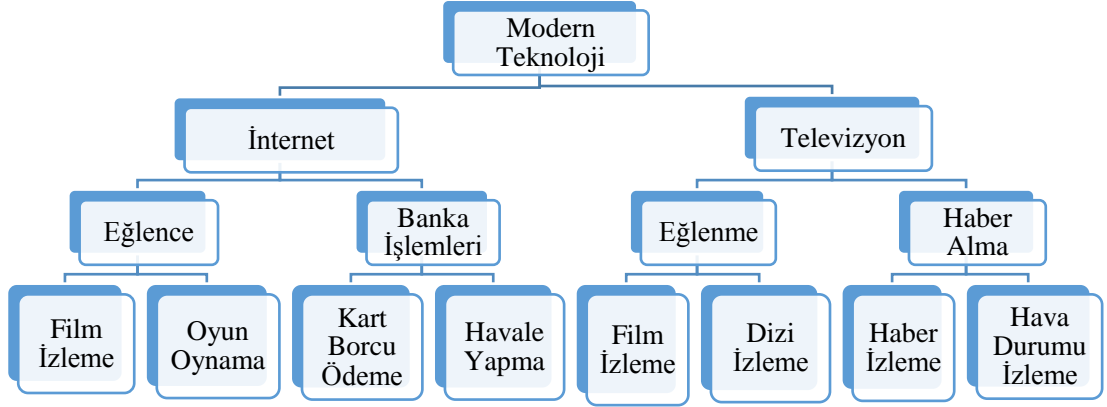 Modern
Teknoloji
İnternet
Televizyon
Eğlence
Banka
İşlemleri
Eğlenme
Haber
Alma
Film
İzleme
Oyun
Oynama
Kart
Borcu
Ödeme
Havale
Yapma
Film
İzleme
Dizi
İzleme
Haber
İzleme
Hava
Durumu
İzleme